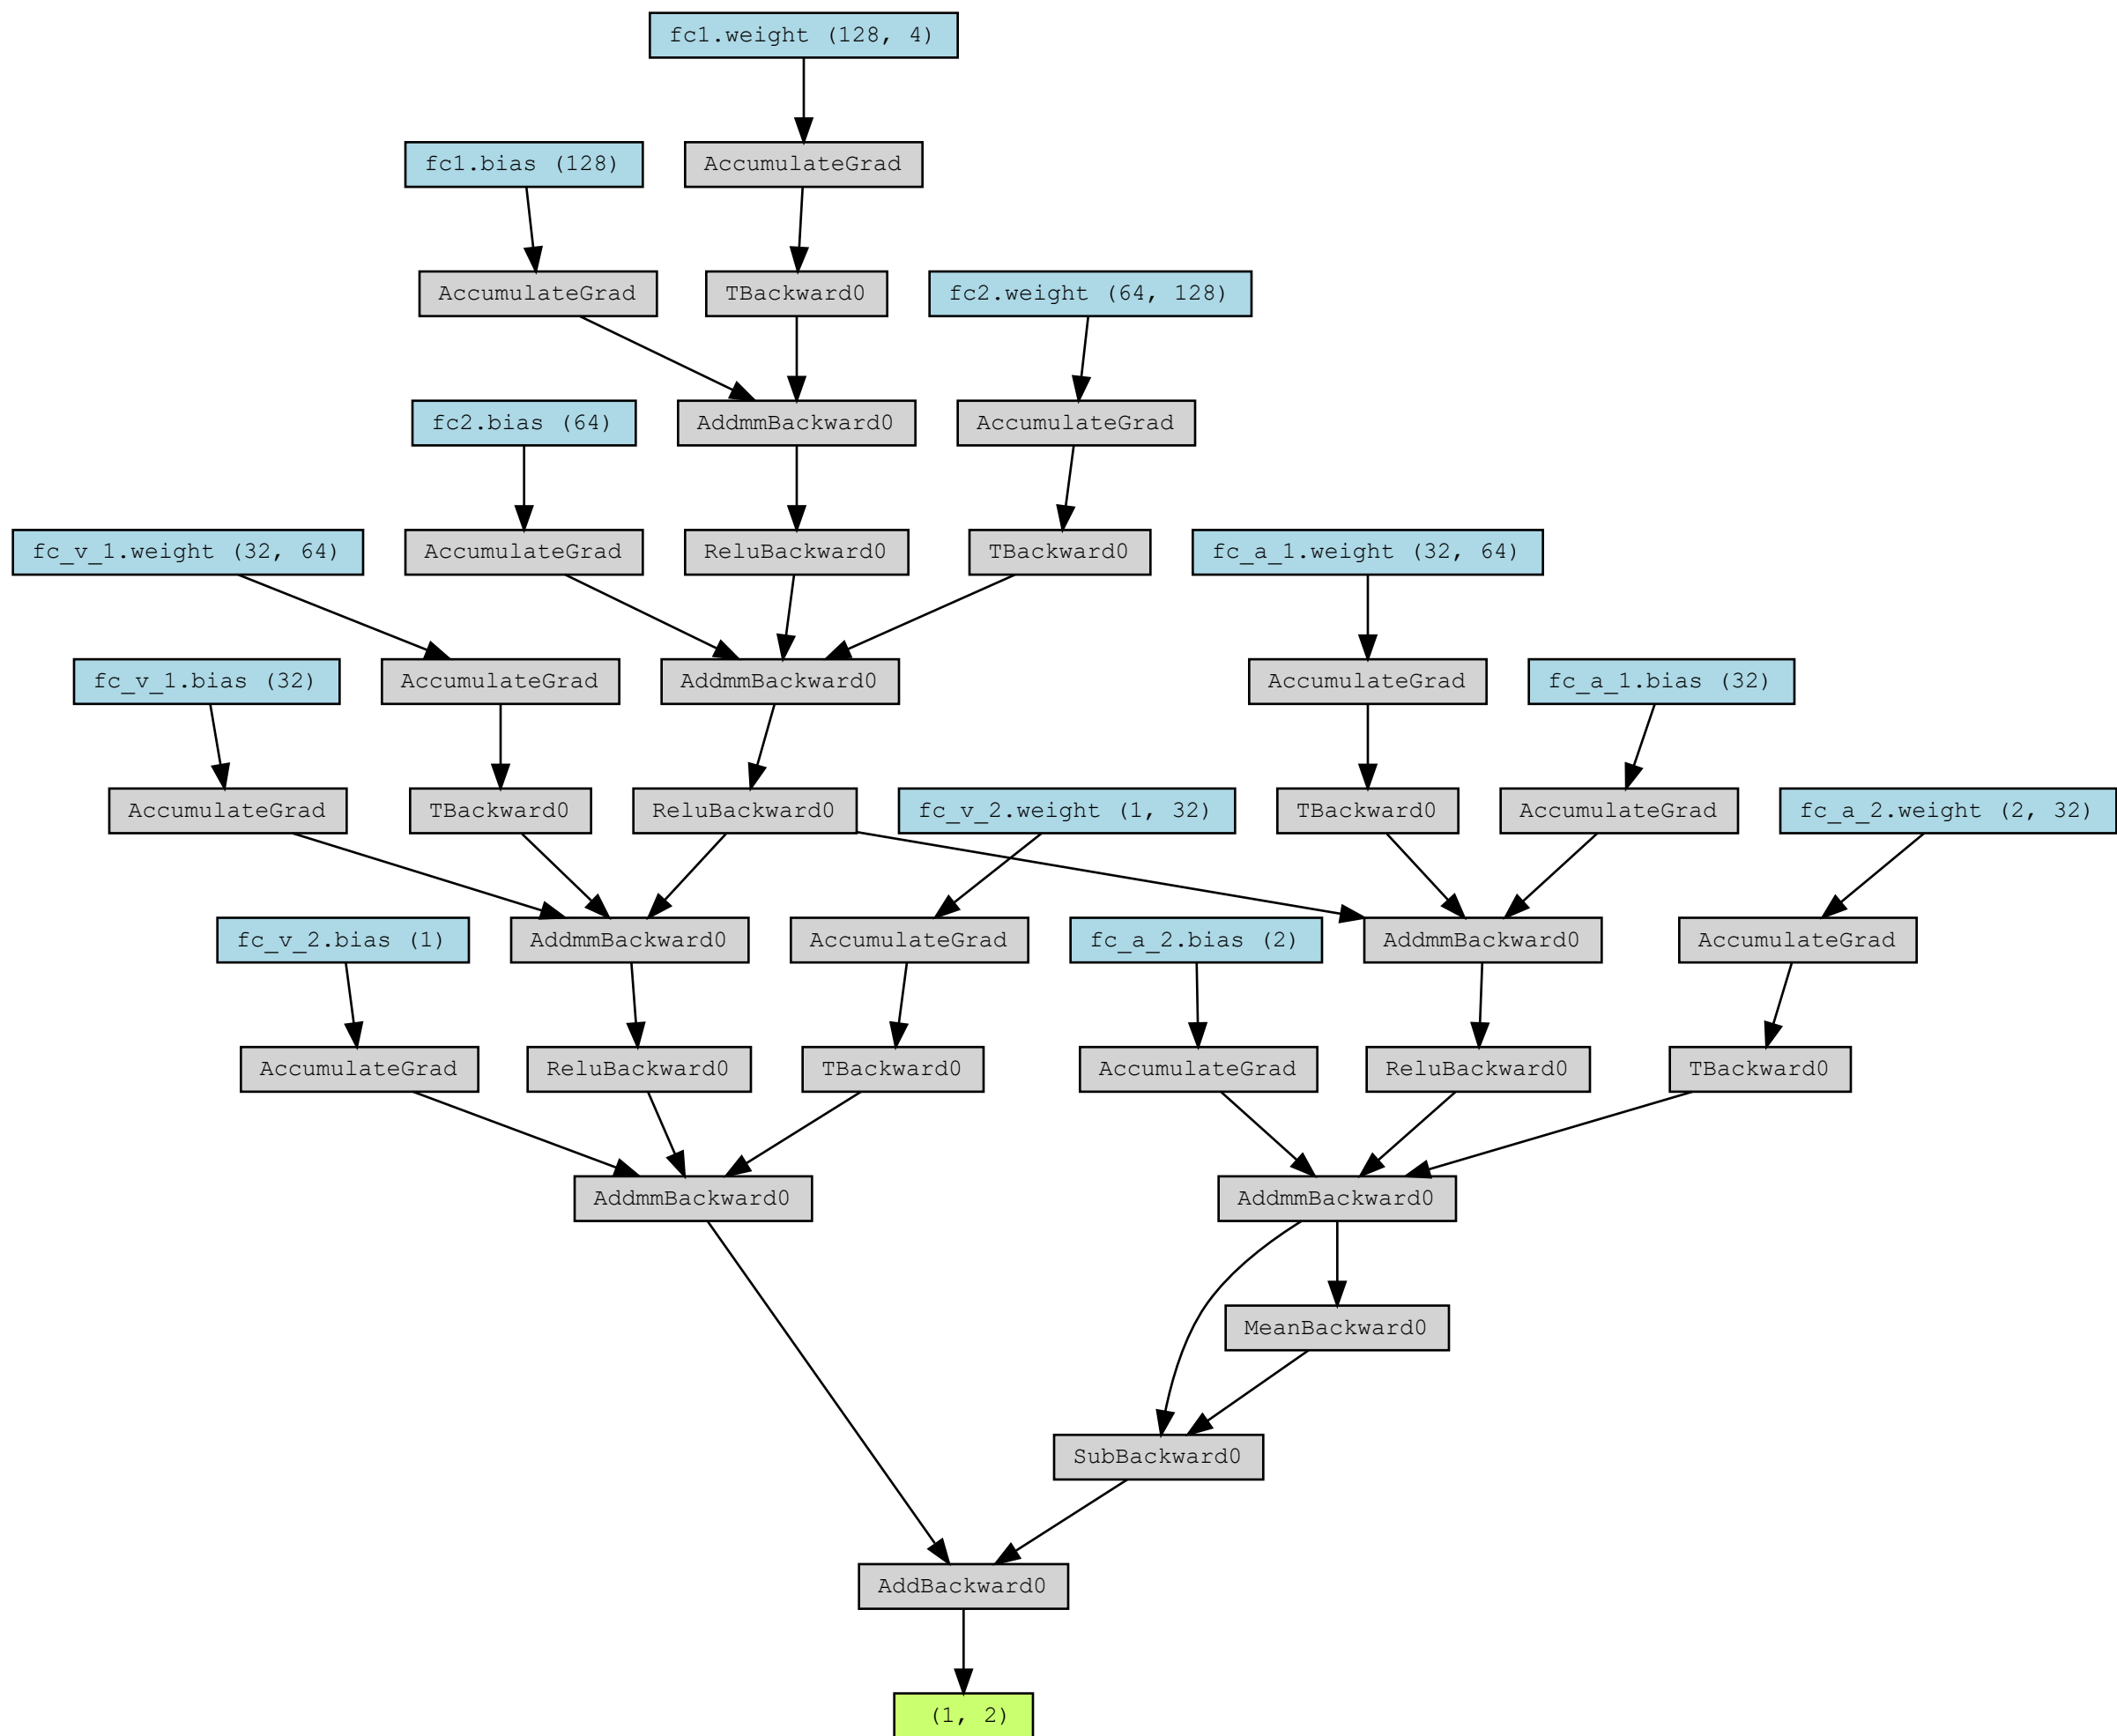 fc1.weight (128, 4)
fc1.bias (128)
AccumulateGrad
AccumulateGrad
TBackward0
fc2.weight (64, 128)
fc2.bias (64)
AddmmBackward0
AccumulateGrad
fc_v_1.weight (32, 64)
AccumulateGrad
ReluBackward0
TBackward0
fc_a_1.weight (32, 64)
fc_v_1.bias (32)
AccumulateGrad
AddmmBackward0
AccumulateGrad
fc_a_1.bias (32)
AccumulateGrad
TBackward0
ReluBackward0
fc_v_2.weight (1, 32)
TBackward0
AccumulateGrad
fc_a_2.weight (2, 32)
fc_v_2.bias (1)
AddmmBackward0
AccumulateGrad
fc_a_2.bias (2)
AddmmBackward0
AccumulateGrad
AccumulateGrad
ReluBackward0
TBackward0
AccumulateGrad
ReluBackward0
TBackward0
AddmmBackward0
AddmmBackward0
MeanBackward0
SubBackward0
AddBackward0
(1, 2)